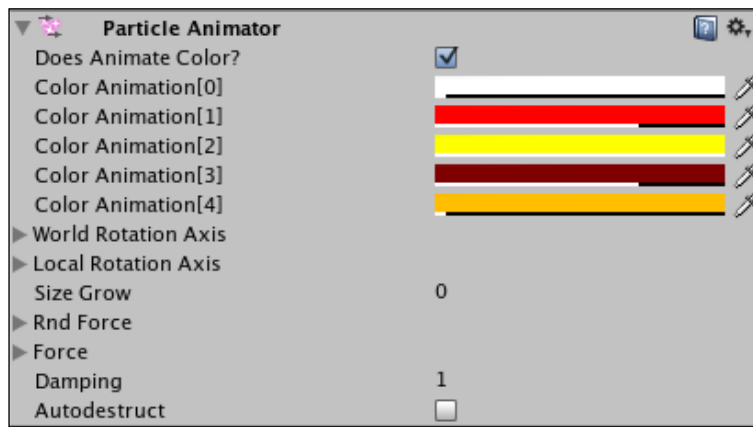 Particle Animator
Does Animate Color?
Color Animation[0]
Color Animation[1]
Color Animation[2]
Color Animation[3]
Color Animation[4]
World Rotation Axis
Local Rotation Axis
Size Grow 0
Rnd Force
Force
Damping 1
Autodestruct